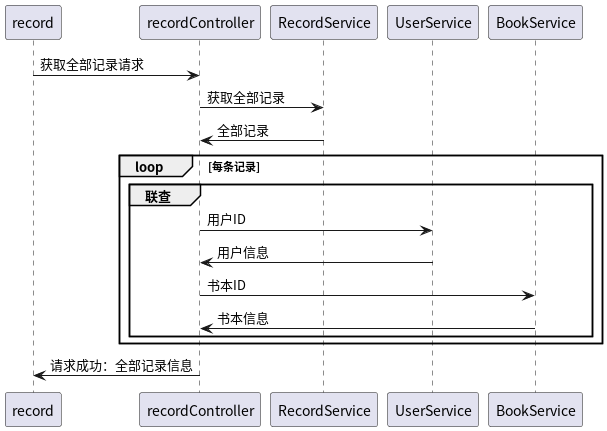 record recordController RecordService UserService BookService
获取全部记录请求
获取全部记录
全部记录
loop [每条记录]
联查
用户ID
用户信息
书本ID
书本信息
请求成功：全部记录信息
record recordController RecordService UserService BookService